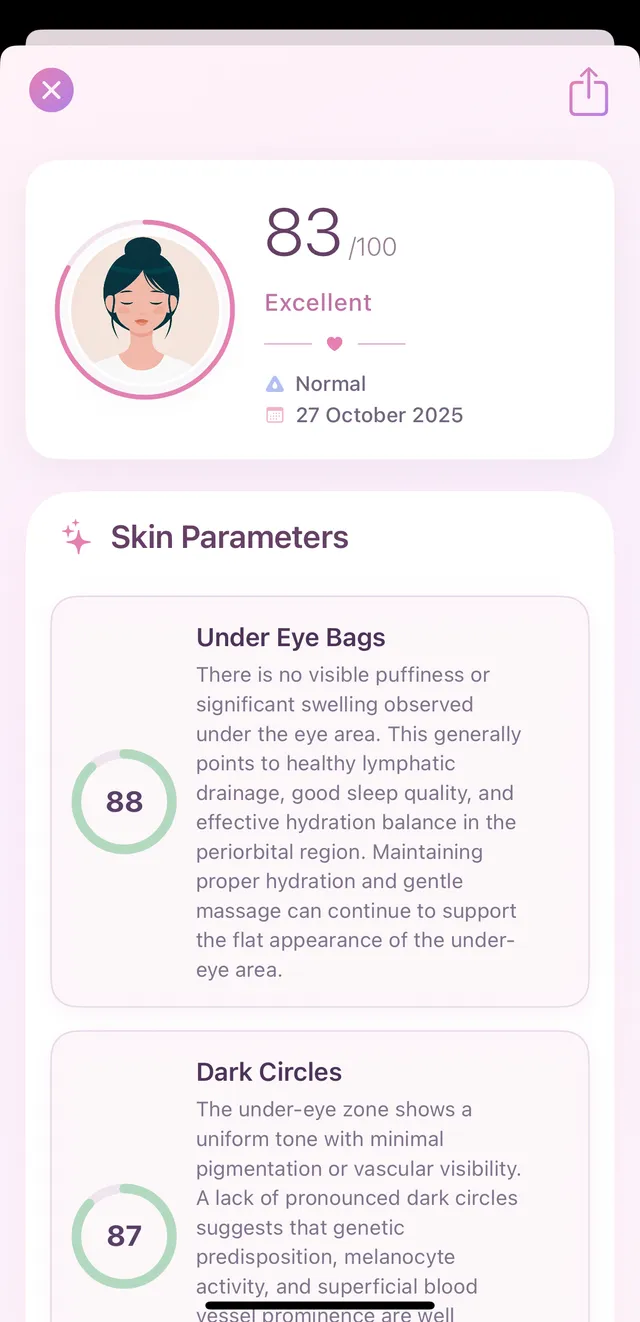 83 /100
Excellent
Normal
27 October 2025
Skin Parameters
Under Eye Bags
There is no visible puffiness or
significant swelling observed
under the eye area. This generally
points to healthy lymphatic
drainage, good sleep quality, and
effective hydration balance in the
periorbital region. Maintaining
proper hydration and gentle
massage can continue to support
the flat appearance of the under-
eye area.
88
Dark Circles
The under-eye zone shows a
uniform tone with minimal
pigmentation or vascular visibility.
A lack of pronounced dark circles
suggests that genetic
predisposition, melanocyte
activity, and superficial blood
vessel prominence are well
87